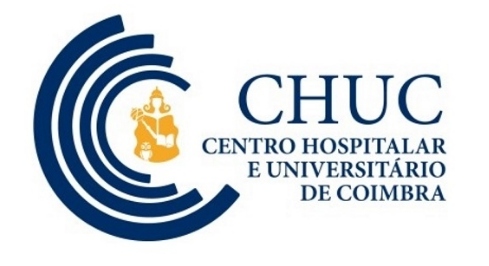 CHUC
CENTRO HOSPITALAR
E UNIVERSITÁRIO
DE COIMBRA